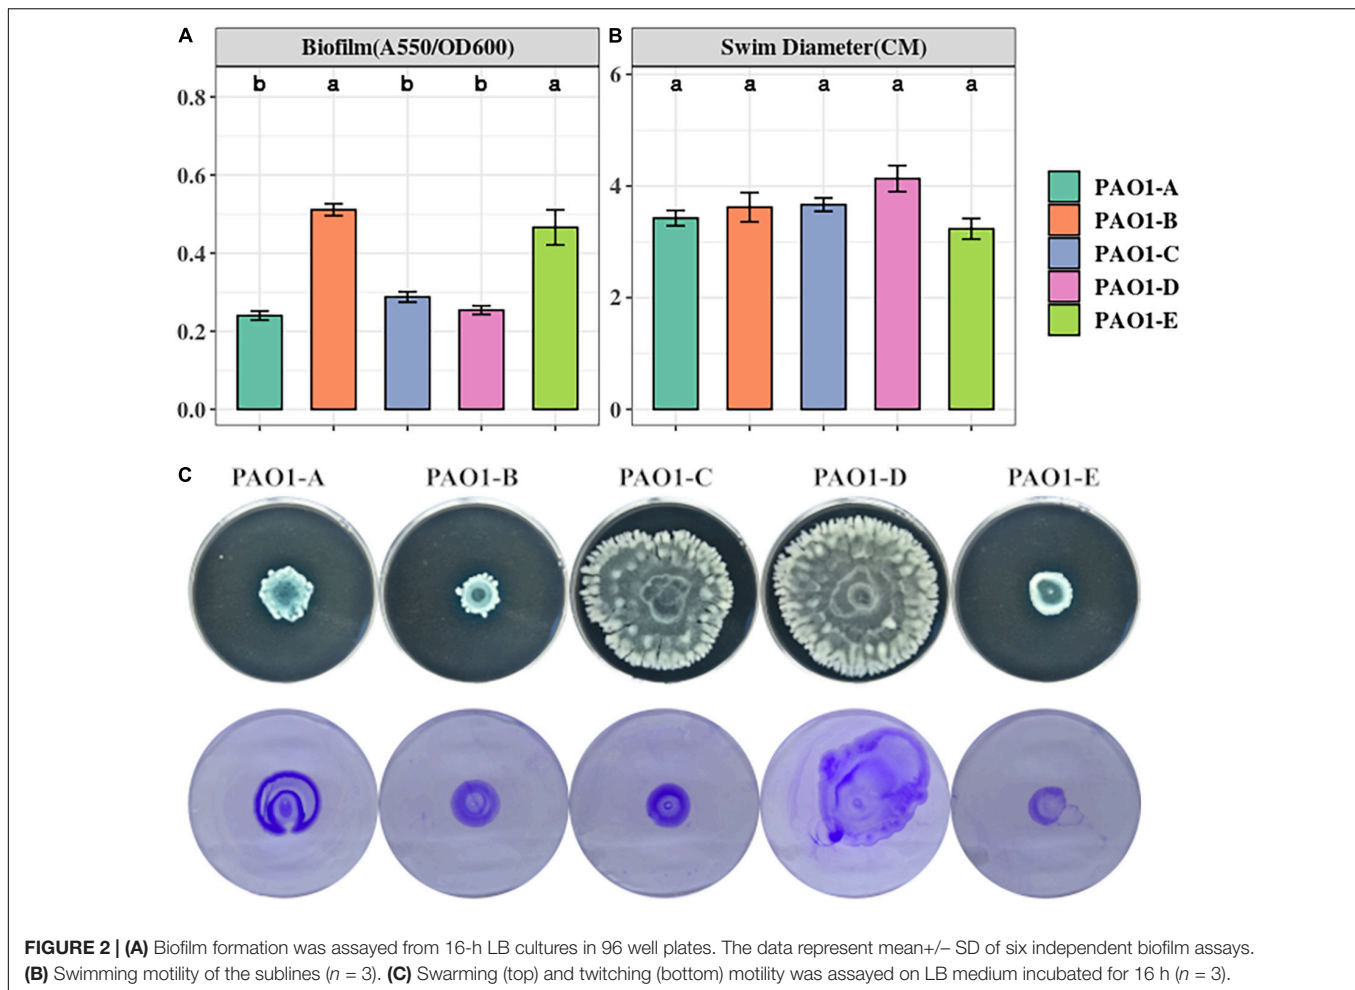 A
Biofilm(A550/OD600)
b a b b a
0.8
0.6
0.4
0.2
0.0
B
Swim Diameter(CM)
a a a a a
6
4
2
0
PAO1-A
PAO1-B
PAO1-C
PAO1-D
PAO1-E
C
PAO1-A PAO1-B PAO1-C PAO1-D PAO1-E
FIGURE 2 | (A) Biofilm formation was assayed from 16-h LB cultures in 96 well plates. The data represent mean+/– SD of six independent biofilm assays.
(B) Swimming motility of the sublines (n = 3). (C) Swarming (top) and twitching (bottom) motility was assayed on LB medium incubated for 16 h (n = 3).